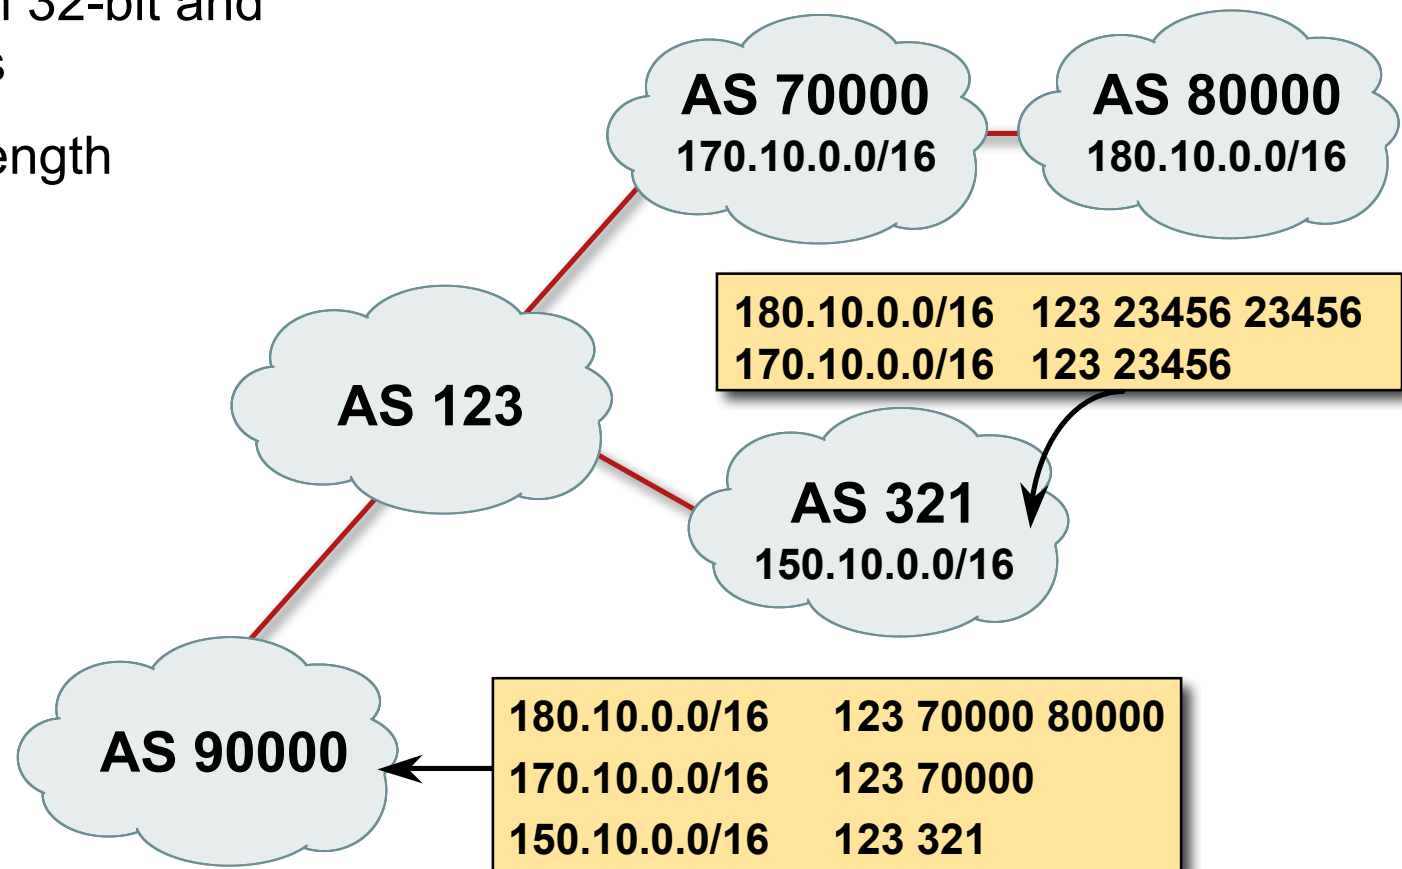 32-bit and
ength
AS 70000
170.10.0.0/16
AS 80000
180.10.0.0/16
180.10.0.0/16 123 23456 23456
170.10.0.0/16 123 23456
AS 123
AS 321
150.10.0.0/16
AS 90000
180.10.0.0/16 123 70000 80000
170.10.0.0/16 123 70000
150.10.0.0/16 123 321